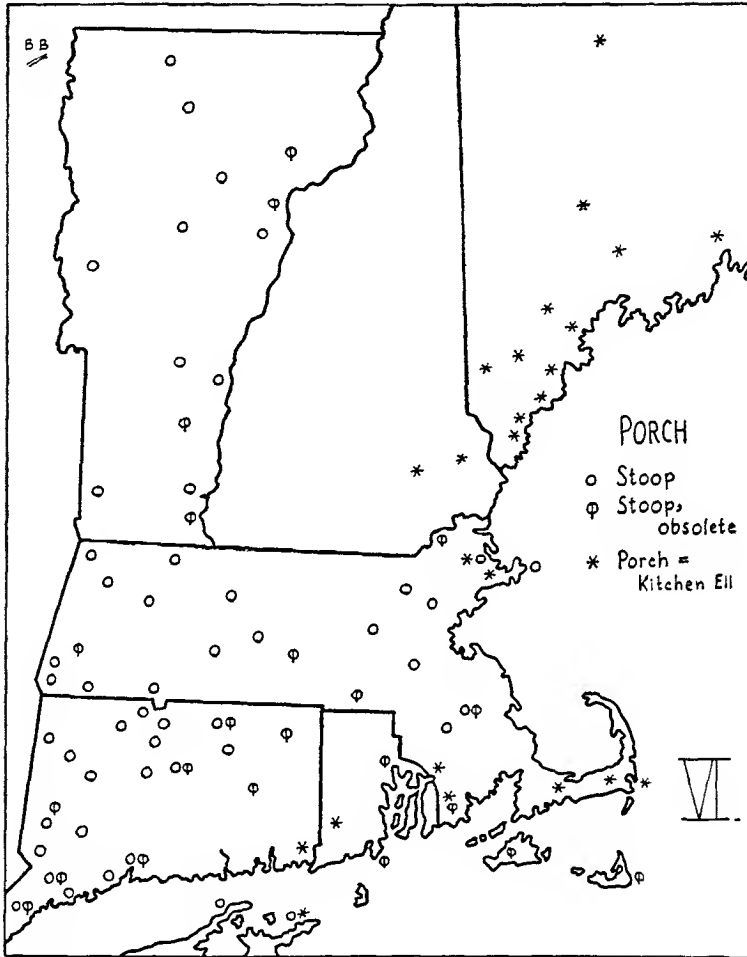 BB
PORCH
o Stoop
φ Stoop,
obsolete
* Porch =
Kitchen Ell
VI